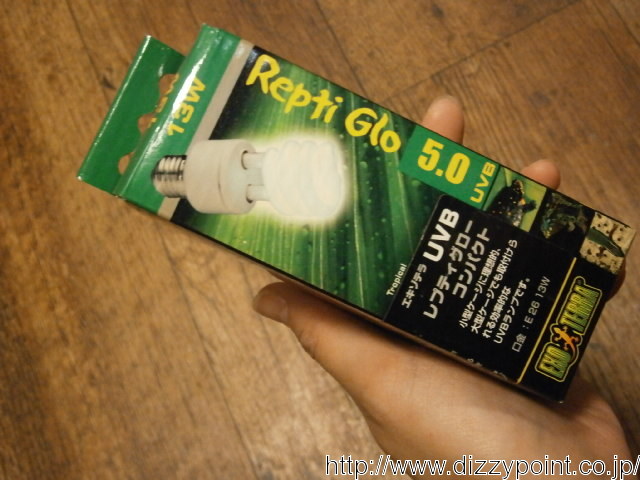 13W
Repti Glo
5.0
UVB
Tropical
エキゾテラ
UVB
レプティグロー
コンパクト
小型ケージに理想的、
大型ケージでも取付けら
れる効率的な
UVBランプです。
口金：E26 13W
EXO TERRA
http://www.dizzypoint.co.jp/